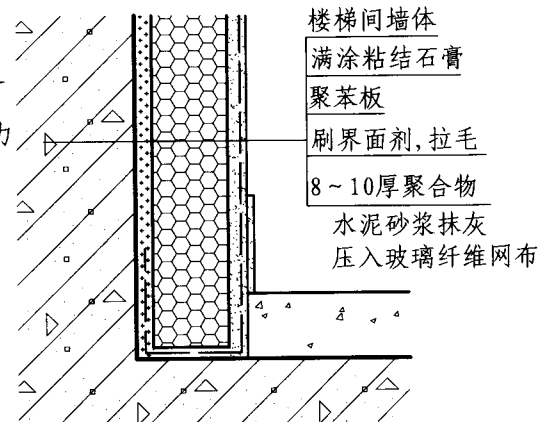 楼梯间墙体
满涂粘结石膏
聚苯板
刷界面剂,拉毛
8~10厚聚合物
水泥砂浆抹灰
压入玻璃纤维网布